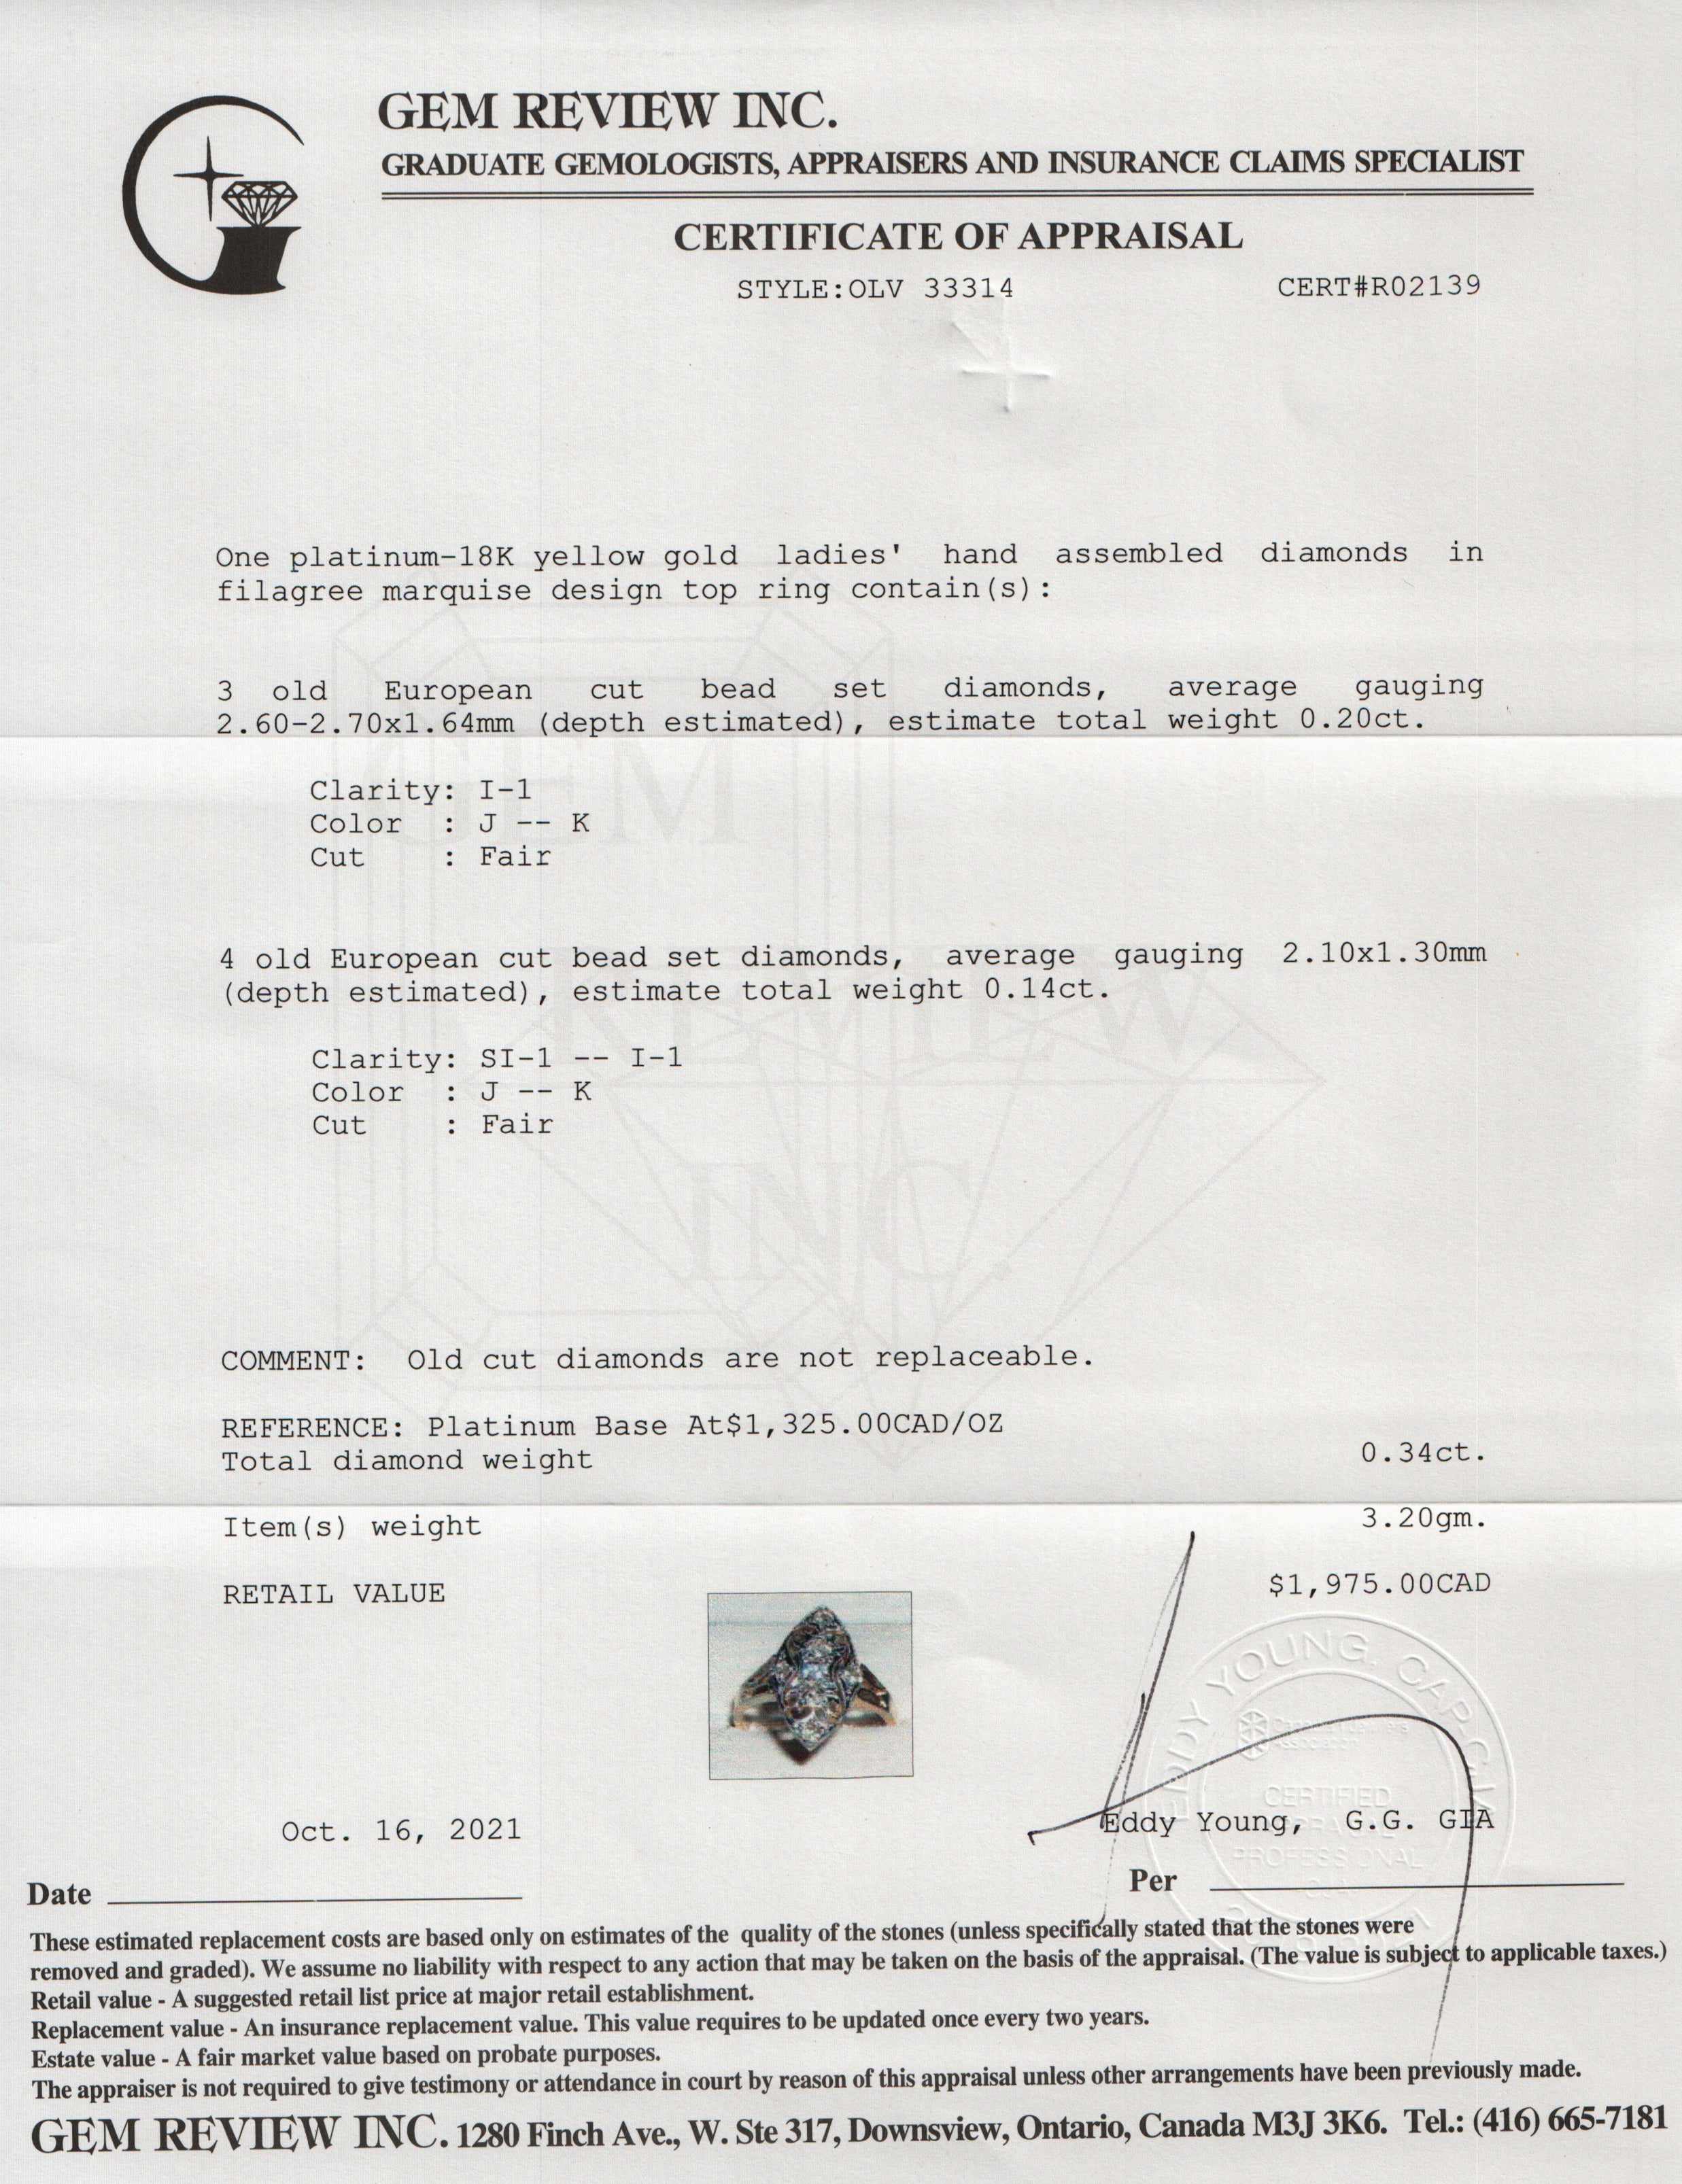 GEM REVIEW INC.
GRADUATE GEMOLOGISTS, APPRAISERS AND INSURANCE CLAIMS SPECIALIST
CERTIFICATE OF APPRAISAL
STYLE:OLV 33314 CERT#R02139
One platinum-18K yellow gold ladies' hand assembled diamonds in
filagree marquise design top ring contain(s):
3 old European cut bead set diamonds, average gauging
2.60-2.70x1.64mm (depth estimated), estimate total weight 0.20ct.
Clarity: I-1
Color : J -- K
Cut : Fair
4 old European cut bead set diamonds, average gauging 2.10x1.30mm
(depth estimated), estimate total weight 0.14ct.
Clarity: SI-1 -- I-1
Color : J -- K
Cut : Fair
GEM
REVIEW
INC.
COMMENT: Old cut diamonds are not replaceable.
REFERENCE: Platinum Base At$1,325.00CAD/OZ
Total diamond weight 0.34ct.
Item(s) weight 3.20gm.
RETAIL VALUE $1,975.00CAD
EDDY YOUNG, CAP-CJA
CERTIFIED
PROFESSIONAL
Oct. 16, 2021 Eddy Young, G.G. GIA
Date Per
These estimated replacement costs are based only on estimates of the quality of the stones (unless specifically stated that the stones were
removed and graded). We assume no liability with respect to any action that may be taken on the basis of the appraisal. (The value is subject to applicable taxes.)
Retail value - A suggested retail list price at major retail establishment.
Replacement value - An insurance replacement value. This value requires to be updated once every two years.
Estate value - A fair market value based on probate purposes.
The appraiser is not required to give testimony or attendance in court by reason of this appraisal unless other arrangements have been previously made.
GEM REVIEW INC. 1280 Finch Ave., W. Ste 317, Downsview, Ontario, Canada M3J 3K6. Tel.: (416) 665-7181